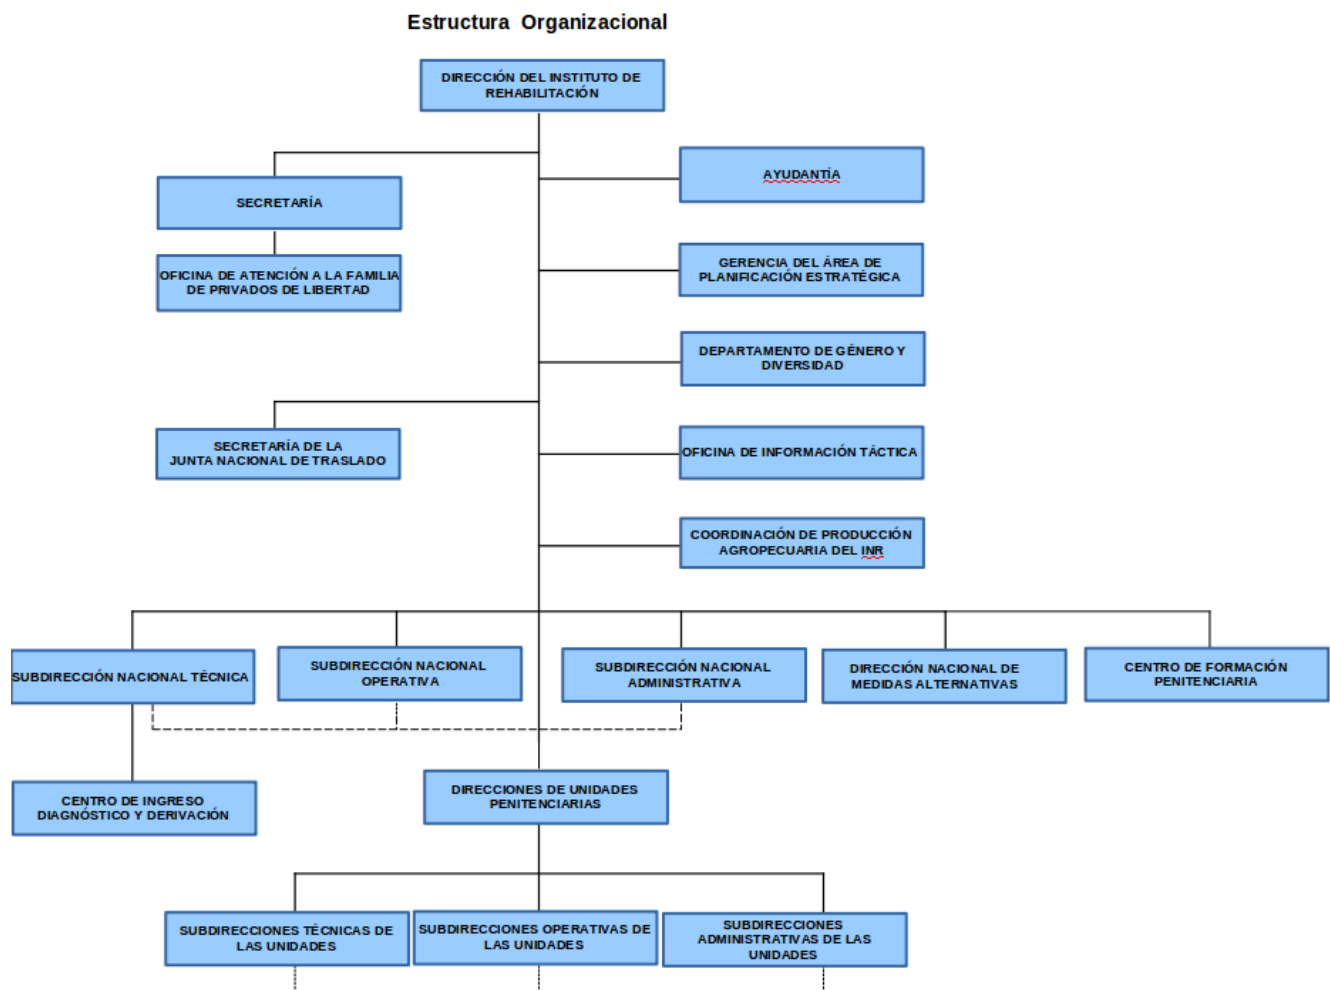 Estructura Organizacional
DIRECCIÓN DEL INSTITUTO DE
REHABILITACIÓN
AYUDANTÍA
SECRETARÍA
OFICINA DE ATENCIÓN A LA FAMILIA
DE PRIVADOS DE LIBERTAD
GERENCIA DEL ÁREA DE
PLANIFICACIÓN ESTRATÉGICA
DEPARTAMENTO DE GÉNERO Y
DIVERSIDAD
SECRETARÍA DE LA
JUNTA NACIONAL DE TRASLADO
OFICINA DE INFORMACIÓN TÁCTICA
COORDINACIÓN DE PRODUCCIÓN
AGROPECUARIA DEL INR
SUBDIRECCIÓN NACIONAL TÉCNICA
SUBDIRECCIÓN NACIONAL
OPERATIVA
SUBDIRECCIÓN NACIONAL
ADMINISTRATIVA
DIRECCIÓN NACIONAL DE
MEDIDAS ALTERNATIVAS
CENTRO DE FORMACIÓN
PENITENCIARIA
CENTRO DE INGRESO
DIAGNÓSTICO Y DERIVACIÓN
DIRECCIONES DE UNIDADES
PENITENCIARIAS
SUBDIRECCIONES TÉCNICAS DE
LAS UNIDADES
SUBDIRECCIONES OPERATIVAS DE
LAS UNIDADES
SUBDIRECCIONES
ADMINISTRATIVAS DE LAS
UNIDADES